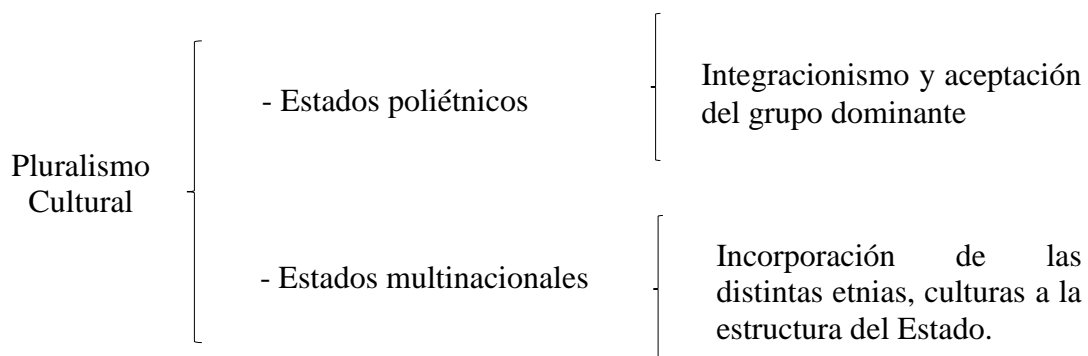 Pluralismo
Cultural
- Estados poliétnicos
Integracionismo y aceptación
del grupo dominante
- Estados multinacionales
Incorporación de las
distintas etnias, culturas a la
estructura del Estado.